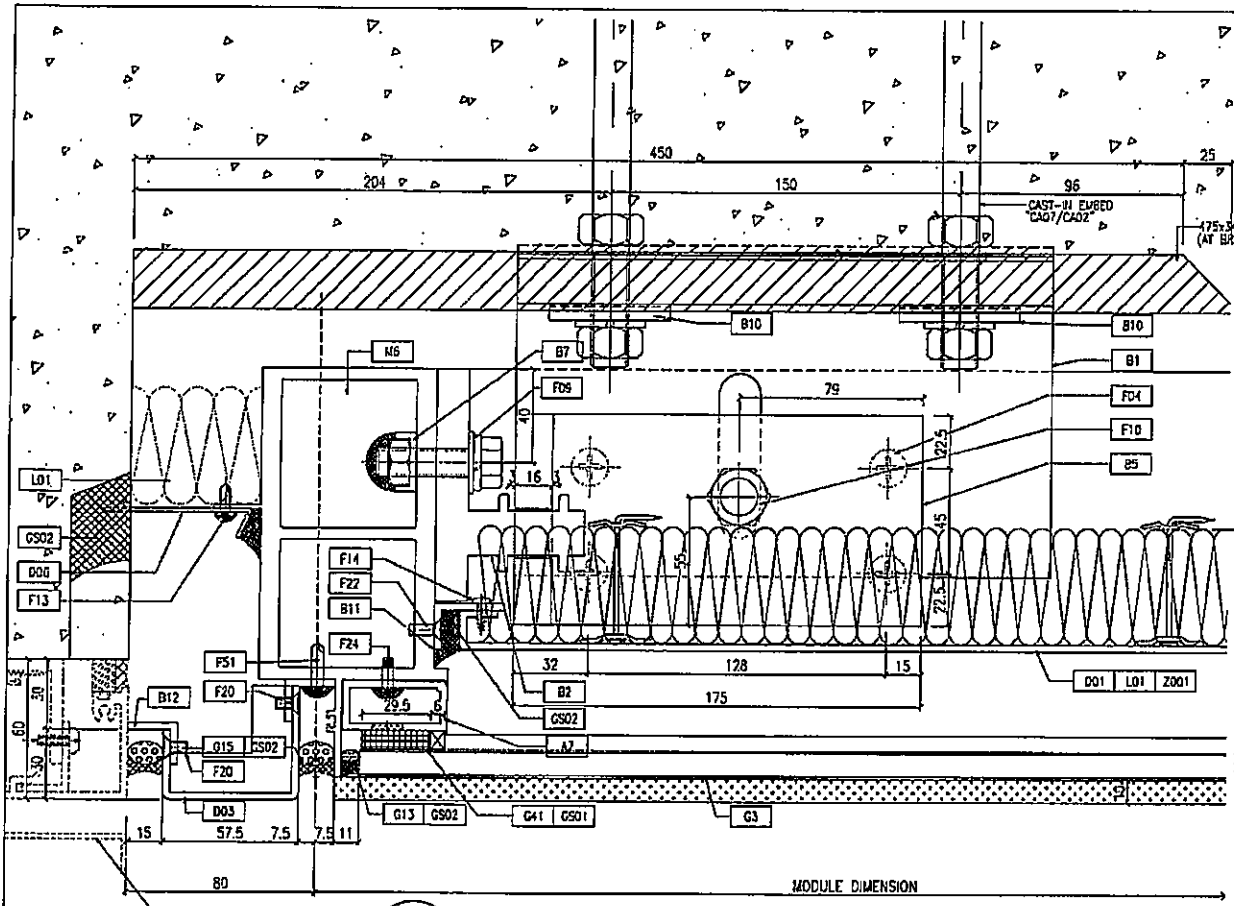 450
25
204
150
96
CAST-IN EMBED
"CA07/CA02"
(AT BR
B10
B10
M6
B7
B1
F09
79
F04
40
22.5
F10
16
3
B5
L01
45
GS02
F14
55
D00
F22
F13
B11
22.5
F24
F51
32
128
15
D01 L01 Z001
B12
F20
B2
175
30
29.5
6
GS02
60
G15 GS02
A7
30
F20
D03
G13 GS02
G41 GS01
G3
10
15
57.5
7.5
7.5
11
80
MODULE DIMENSION